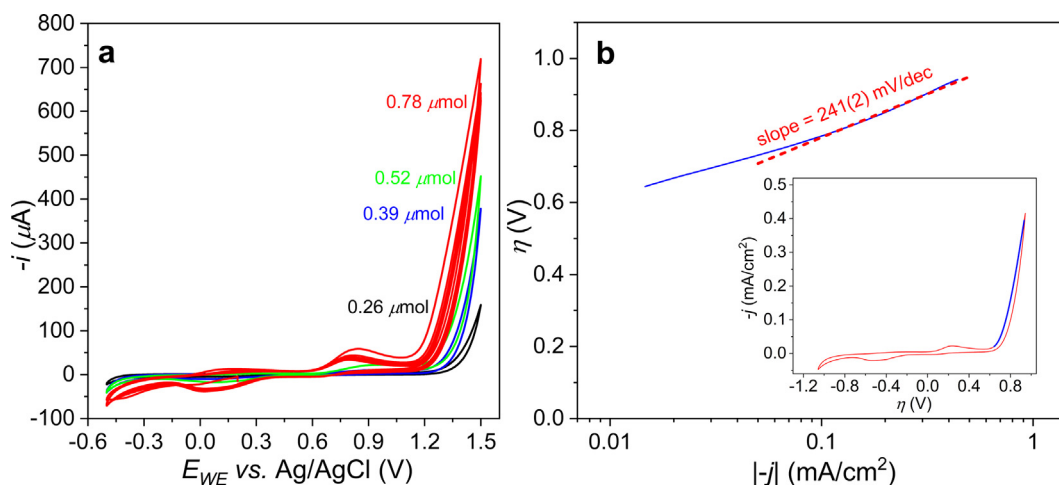 a
800
700
600
500
400
300
200
100
0
-100
-i (µA)
0.78 µmol
0.52 µmol
0.39 µmol
0.26 µmol
-0.6 -0.3 0.0 0.3 0.6 0.9 1.2 1.5
E_WE vs. Ag/AgCl (V)
b
1.0
0.8
0.6
0.4
0.2
0.0
η (V)
slope = 241(2) mV/dec
0.01 0.1 1
|-j| (mA/cm²)
0.5
0.4
0.3
0.2
0.1
0.0
-j (mA/cm²)
-1.2 -0.8 -0.4 0.0 0.4 0.8
η (V)